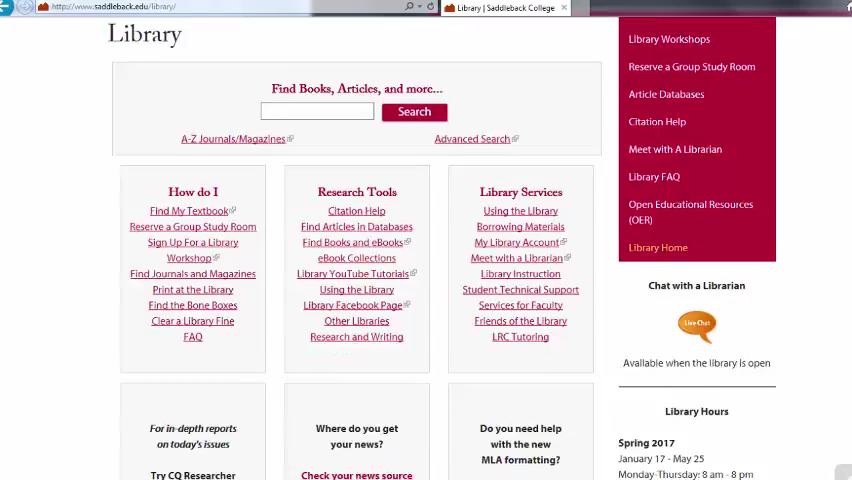 http://www.saddleback.edu/library/
Library | Saddleback College
Library
Find Books, Articles, and more...
Search
A-Z Journals/Magazines
Advanced Search
How do I
Find My Textbook
Reserve a Group Study Room
Sign Up For a Library
Workshop
Find Journals and Magazines
Print at the Library
Find the Bone Boxes
Clear a Library Fine
FAQ
Research Tools
Citation Help
Find Articles in Databases
Find Books and eBooks
eBook Collections
Library YouTube Tutorials
Using the Library
Library Facebook Page
Other Libraries
Research and Writing
Library Services
Using the Library
Borrowing Materials
My Library Account
Meet with a Librarian
Library Instruction
Student Technical Support
Services for Faculty
Friends of the Library
LRC Tutoring
For in-depth reports
on today's issues
Try CQ Researcher
Where do you get
your news?
Check your news source
Do you need help
with the new
MLA formatting?
Library Workshops
Reserve a Group Study Room
Article Databases
Citation Help
Meet with A Librarian
Library FAQ
Open Educational Resources
(OER)
Library Home
Chat with a Librarian
Live Chat
Available when the library is open
Library Hours
Spring 2017
January 17 - May 25
Monday-Thursday: 8 am - 8 pm